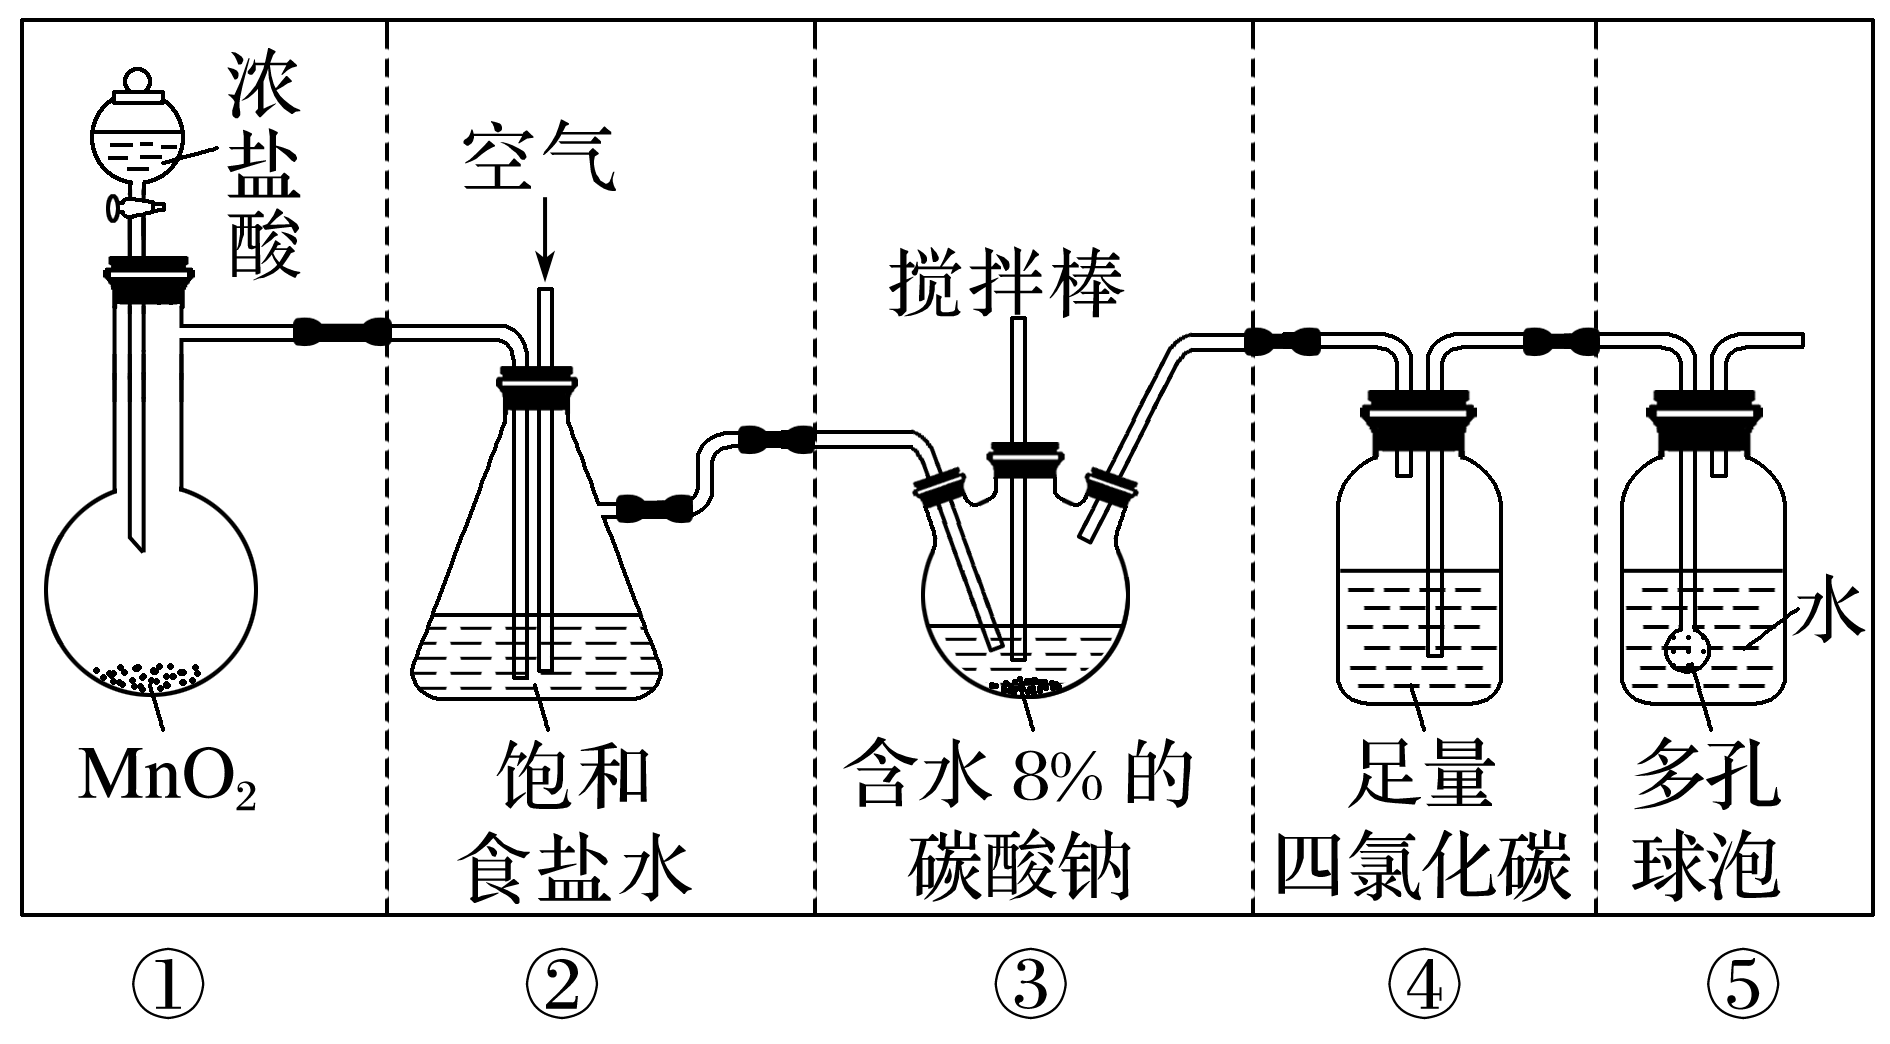 浓盐酸
空气
搅拌棒
水
MnO₂
饱和
食盐水
含水 8% 的
碳酸钠
足量
四氯化碳
多孔
球泡
① ② ③ ④ ⑤